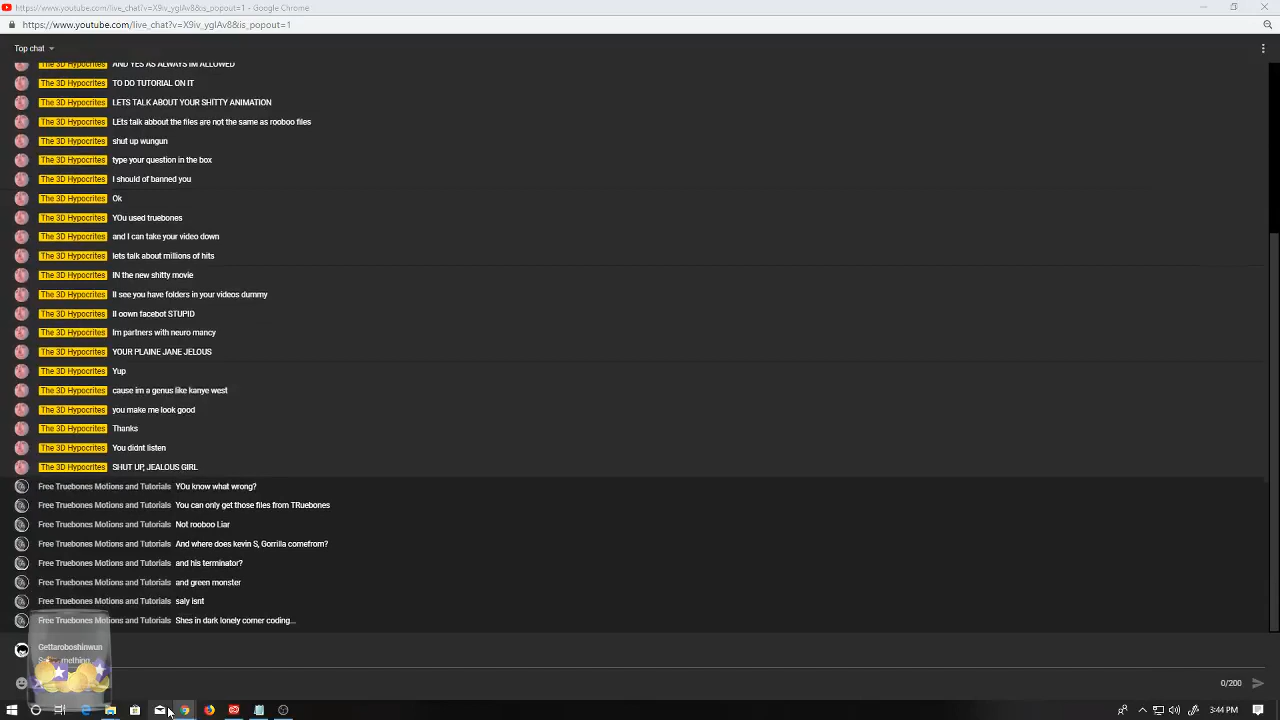 https://www.youtube.com/live_chat?v=X9iv_yglAv8&is_popout=1 - Google Chrome
https://www.youtube.com/live_chat?v=X9iv_yglAv8&is_popout=1
Top chat
The 3D Hypocrites AND YES AS ALWAYS IM ALLOWED
The 3D Hypocrites TO DO TUTORIAL ON IT
The 3D Hypocrites LETS TALK ABOUT YOUR SHITTY ANIMATION
The 3D Hypocrites LEts talk abbout the files are not the same as rooboo files
The 3D Hypocrites shut up wungun
The 3D Hypocrites type your question in the box
The 3D Hypocrites I should of banned you
The 3D Hypocrites Ok
The 3D Hypocrites YOu used truebones
The 3D Hypocrites and I can take your video down
The 3D Hypocrites lets talk about millions of hits
The 3D Hypocrites IN the new shitty movie
The 3D Hypocrites II see you have folders in your videos dummy
The 3D Hypocrites II oown facebot STUPID
The 3D Hypocrites Im partners with neuro mancy
The 3D Hypocrites YOUR PLAINE JANE JELOUS
The 3D Hypocrites Yup
The 3D Hypocrites cause im a genus like kanye west
The 3D Hypocrites you make me look good
The 3D Hypocrites Thanks
The 3D Hypocrites You didnt listen
The 3D Hypocrites SHUT UP, JEALOUS GIRL
Free Truebones Motions and Tutorials YOu know what wrong?
Free Truebones Motions and Tutorials You can only get those files from TRuebones
Free Truebones Motions and Tutorials Not rooboo Liar
Free Truebones Motions and Tutorials And where does kevin S, Gorrilla comefrom?
Free Truebones Motions and Tutorials and his terminator?
Free Truebones Motions and Tutorials and green monster
Free Truebones Motions and Tutorials saly isnt
Free Truebones Motions and Tutorials Shes in dark lonely corner coding...
Gettaroboshinwun
Say something...
0/200
3:44 PM